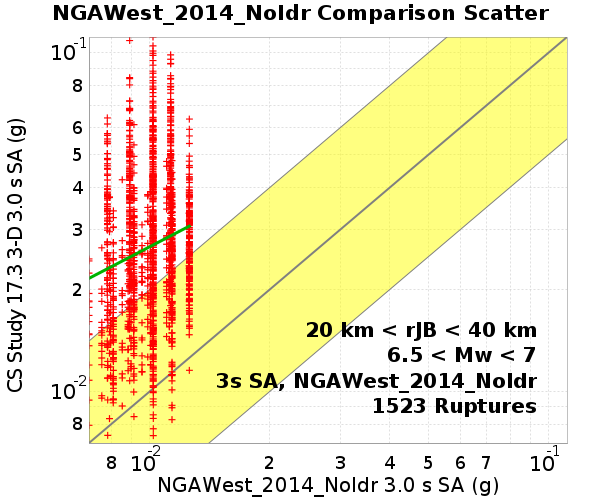 NGAWest_2014_NoIdr Comparison Scatter
CS Study 17.3 3-D 3.0 s SA (g)
10-1
8
6
5
4
3
2
10-2
8
20 km < rJB < 40 km
6.5 < Mw < 7
3s SA, NGAWest_2014_NoIdr
1523 Ruptures
8 10-2 2 3 4 5 6 7 8 10-1
NGAWest_2014_NoIdr 3.0 s SA (g)